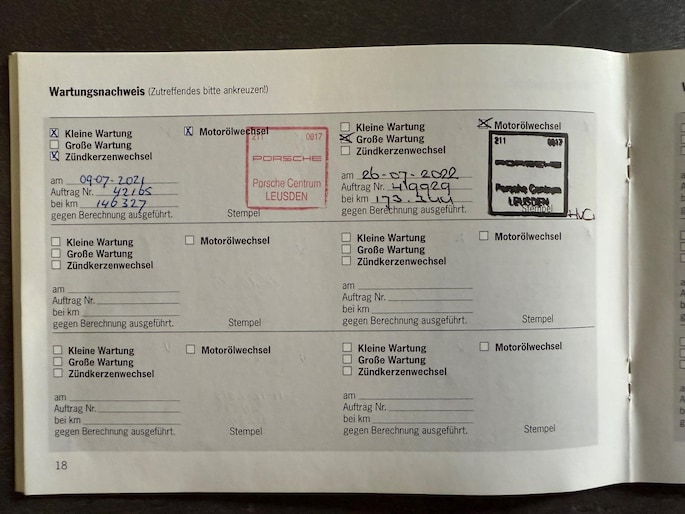 Wartungsnachweis (Zutreffendes bitte ankreuzen!)
Kleine Wartung
Motorölwechsel
Große Wartung
Zündkerzenwechsel
211 0017
PORSCHE
Porsche Centrum
LEUSDEN
am 09-07-2021
Auftrag Nr. 42165
bei km 146327
gegen Berechnung ausgeführt.
Stempel
Kleine Wartung
Motorölwechsel
Große Wartung
Zündkerzenwechsel
211 0017
PORSCHE
Porsche Centrum
LEUSDEN
am 26-07-2022
Auftrag Nr.
bei km
gegen Berechnung ausgeführt.
Stempel
HvG
Kleine Wartung
Motorölwechsel
Große Wartung
Zündkerzenwechsel
am
Auftrag Nr.
bei km
gegen Berechnung ausgeführt.
Stempel
Kleine Wartung
Motorölwechsel
Große Wartung
Zündkerzenwechsel
am
Auftrag Nr.
bei km
gegen Berechnung ausgeführt.
Stempel
Kleine Wartung
Motorölwechsel
Große Wartung
Zündkerzenwechsel
am
Auftrag Nr.
bei km
gegen Berechnung ausgeführt.
Stempel
Kleine Wartung
Motorölwechsel
Große Wartung
Zündkerzenwechsel
am
Auftrag Nr.
bei km
gegen Berechnung ausgeführt.
Stempel
18